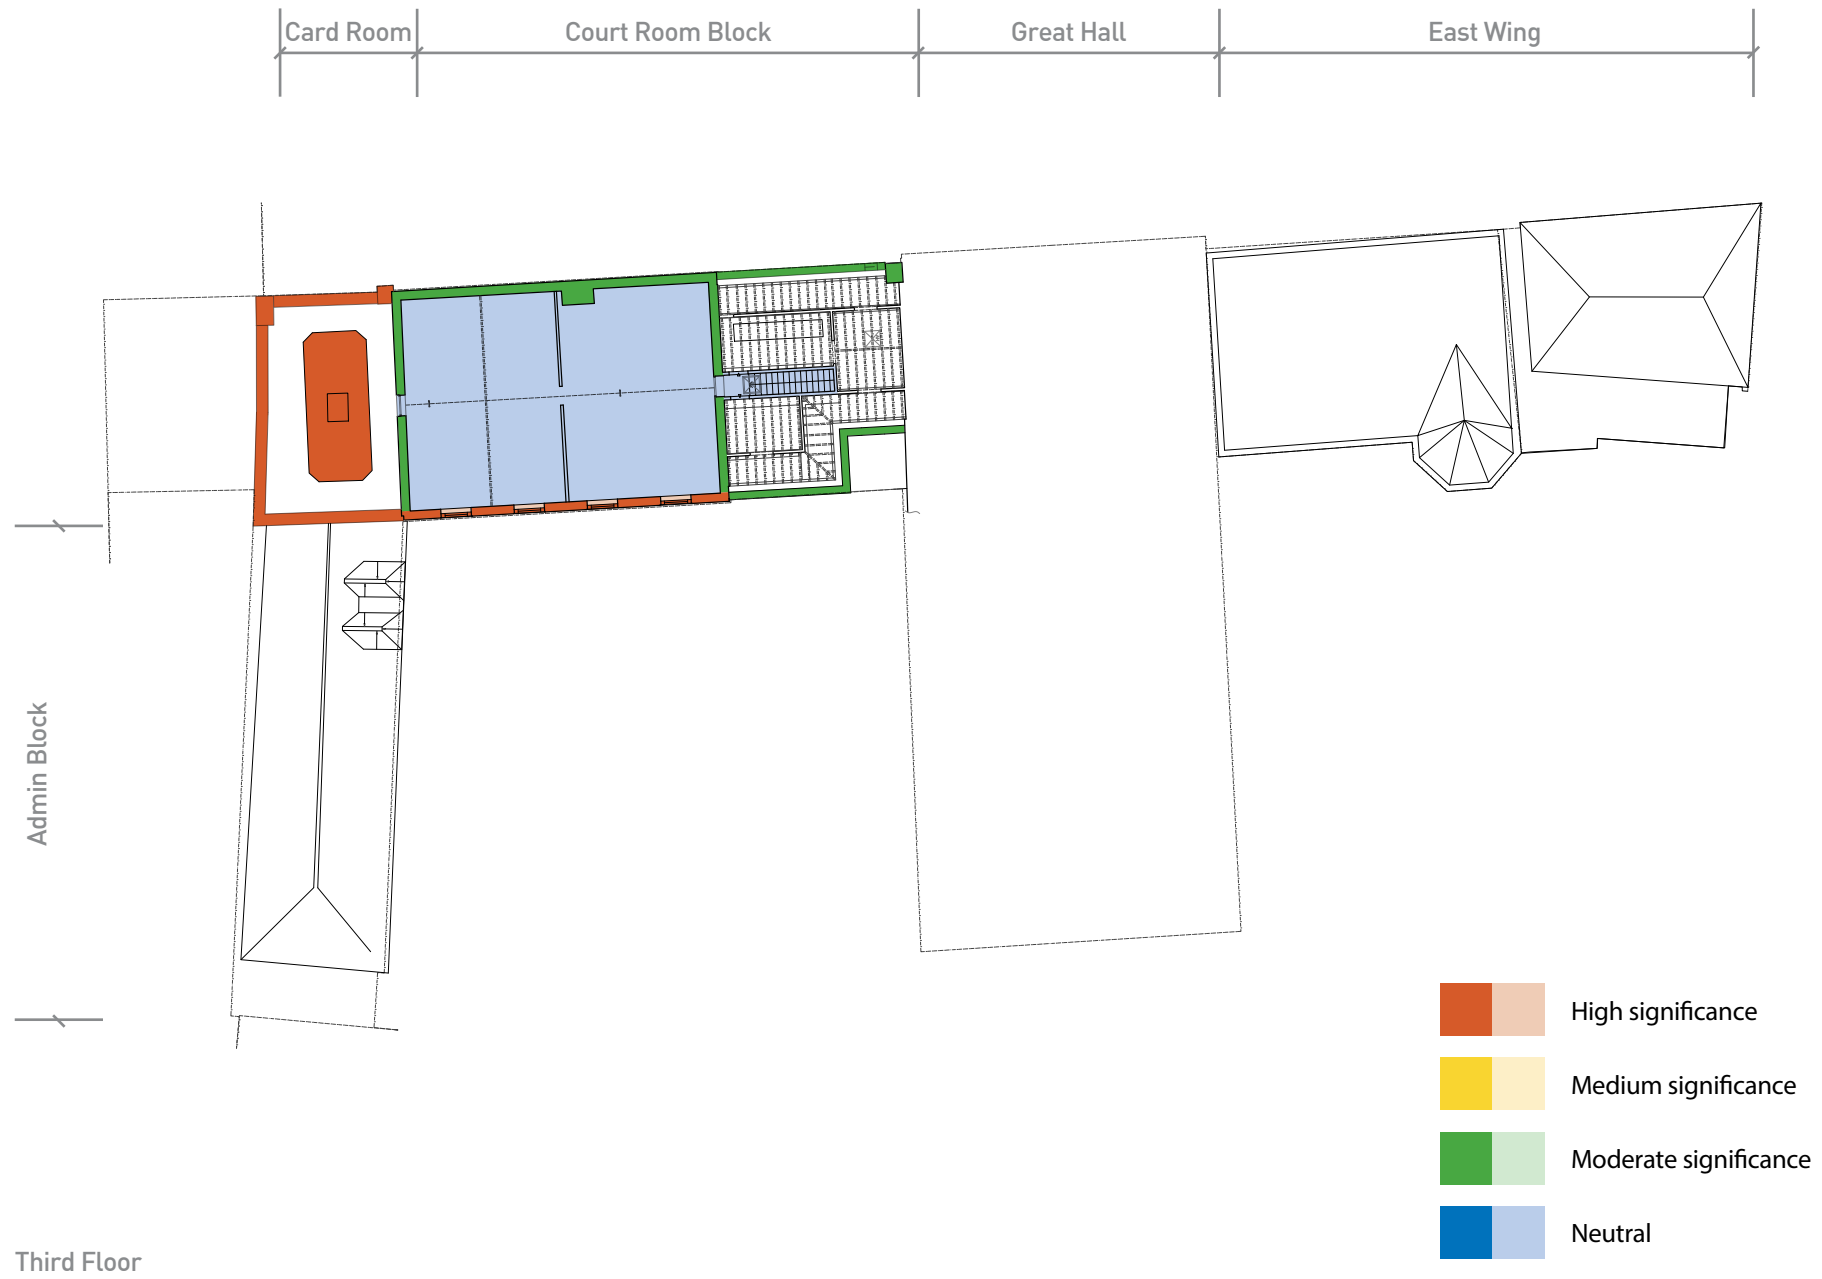 Card Room
Court Room Block
Great Hall
East Wing
Admin Block
High significance
Medium significance
Moderate significance
Neutral
Third Floor